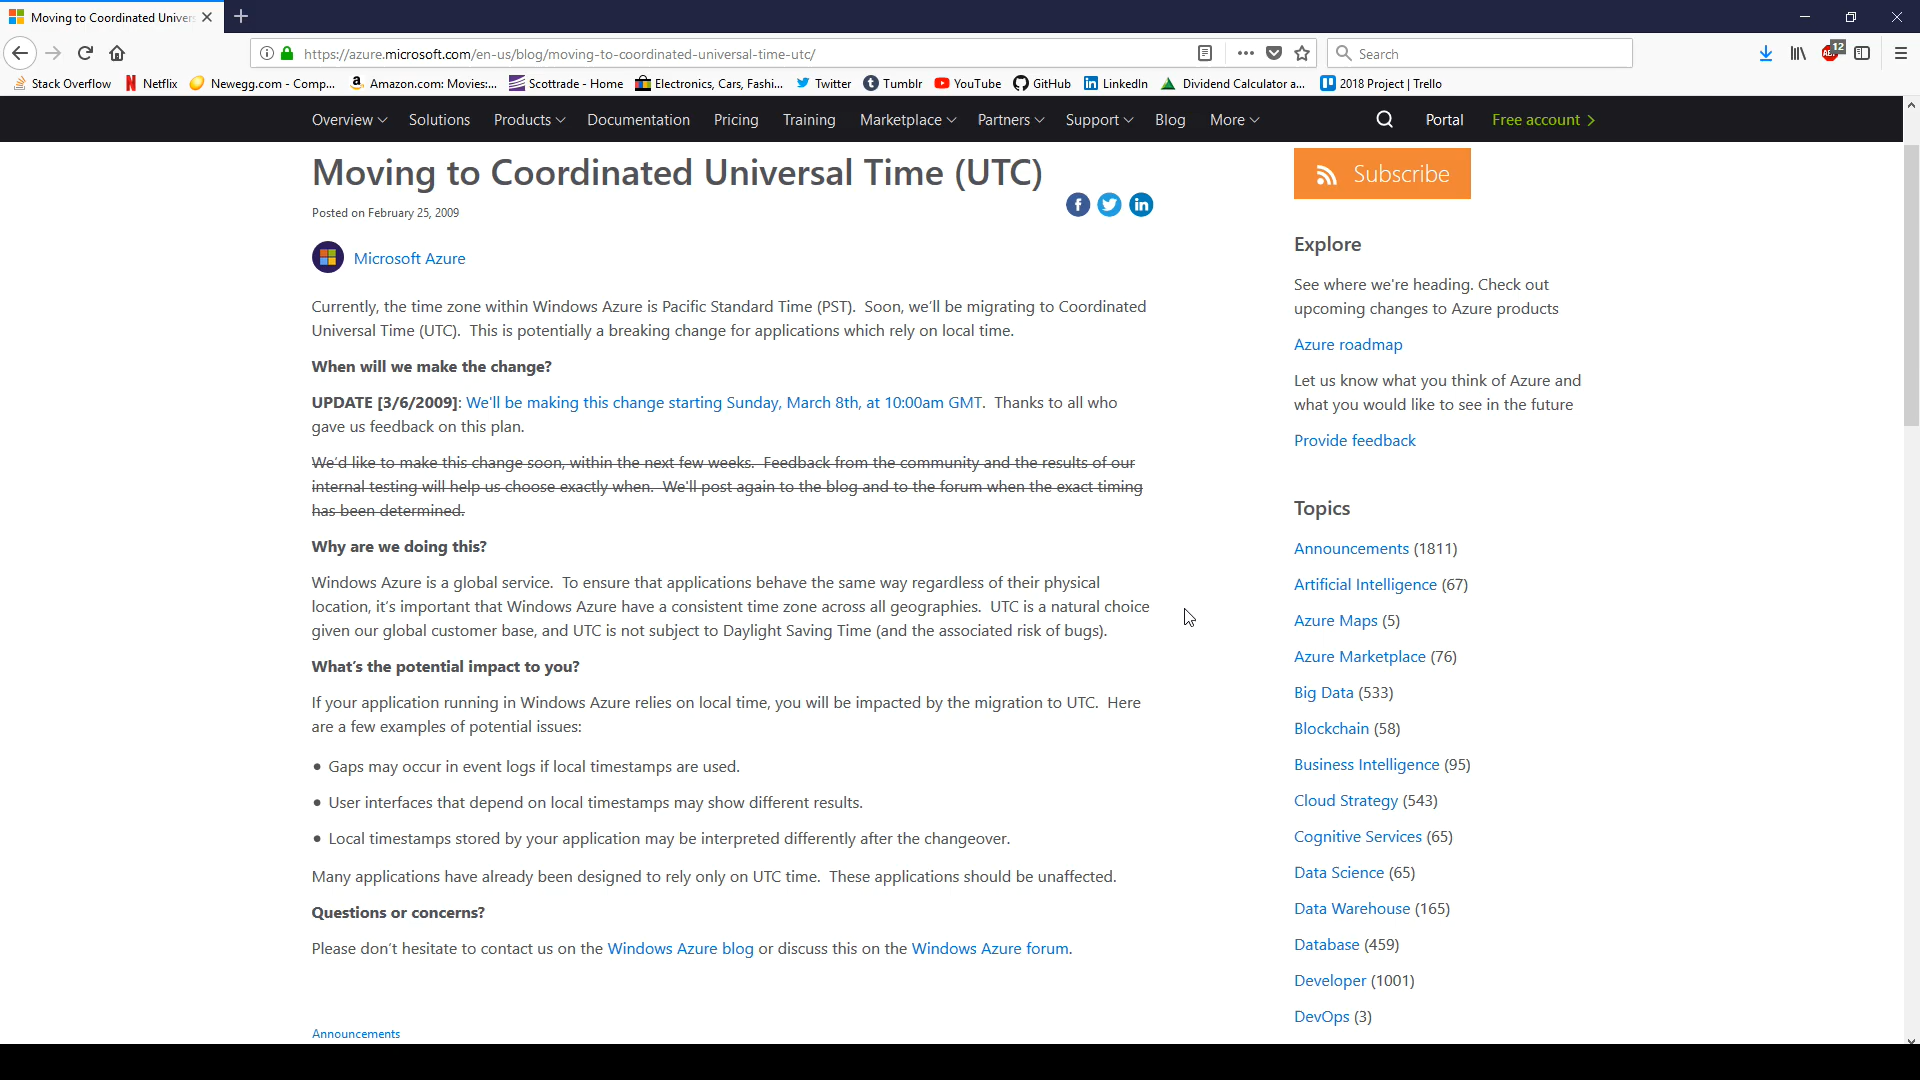 Moving to Coordinated Univers
https://azure.microsoft.com/en-us/blog/moving-to-coordinated-universal-time-utc/
Search
12
Stack Overflow Netflix Newegg.com - Comp... Amazon.com: Movies:... Scottrade - Home Electronics, Cars, Fashi... Twitter Tumblr YouTube GitHub LinkedIn Dividend Calculator a... 2018 Project | Trello
Overview Solutions Products Documentation Pricing Training Marketplace Partners Support Blog More Portal Free account
Moving to Coordinated Universal Time (UTC)
Posted on February 25, 2009
Microsoft Azure
Currently, the time zone within Windows Azure is Pacific Standard Time (PST). Soon, we'll be migrating to Coordinated
Universal Time (UTC). This is potentially a breaking change for applications which rely on local time.
When will we make the change?
UPDATE [3/6/2009]: We'll be making this change starting Sunday, March 8th, at 10:00am GMT. Thanks to all who
gave us feedback on this plan.
We'd like to make this change soon, within the next few weeks. Feedback from the community and the results of our
internal testing will help us choose exactly when. We'll post again to the blog and to the forum when the exact timing
has been determined.
Why are we doing this?
Windows Azure is a global service. To ensure that applications behave the same way regardless of their physical
location, it's important that Windows Azure have a consistent time zone across all geographies. UTC is a natural choice
given our global customer base, and UTC is not subject to Daylight Saving Time (and the associated risk of bugs).
What's the potential impact to you?
If your application running in Windows Azure relies on local time, you will be impacted by the migration to UTC. Here
are a few examples of potential issues:
• Gaps may occur in event logs if local timestamps are used.
• User interfaces that depend on local timestamps may show different results.
• Local timestamps stored by your application may be interpreted differently after the changeover.
Many applications have already been designed to rely only on UTC time. These applications should be unaffected.
Questions or concerns?
Please don't hesitate to contact us on the Windows Azure blog or discuss this on the Windows Azure forum.
Announcements
Subscribe
Explore
See where we're heading. Check out
upcoming changes to Azure products
Azure roadmap
Let us know what you think of Azure and
what you would like to see in the future
Provide feedback
Topics
Announcements (1811)
Artificial Intelligence (67)
Azure Maps (5)
Azure Marketplace (76)
Big Data (533)
Blockchain (58)
Business Intelligence (95)
Cloud Strategy (543)
Cognitive Services (65)
Data Science (65)
Data Warehouse (165)
Database (459)
Developer (1001)
DevOps (3)